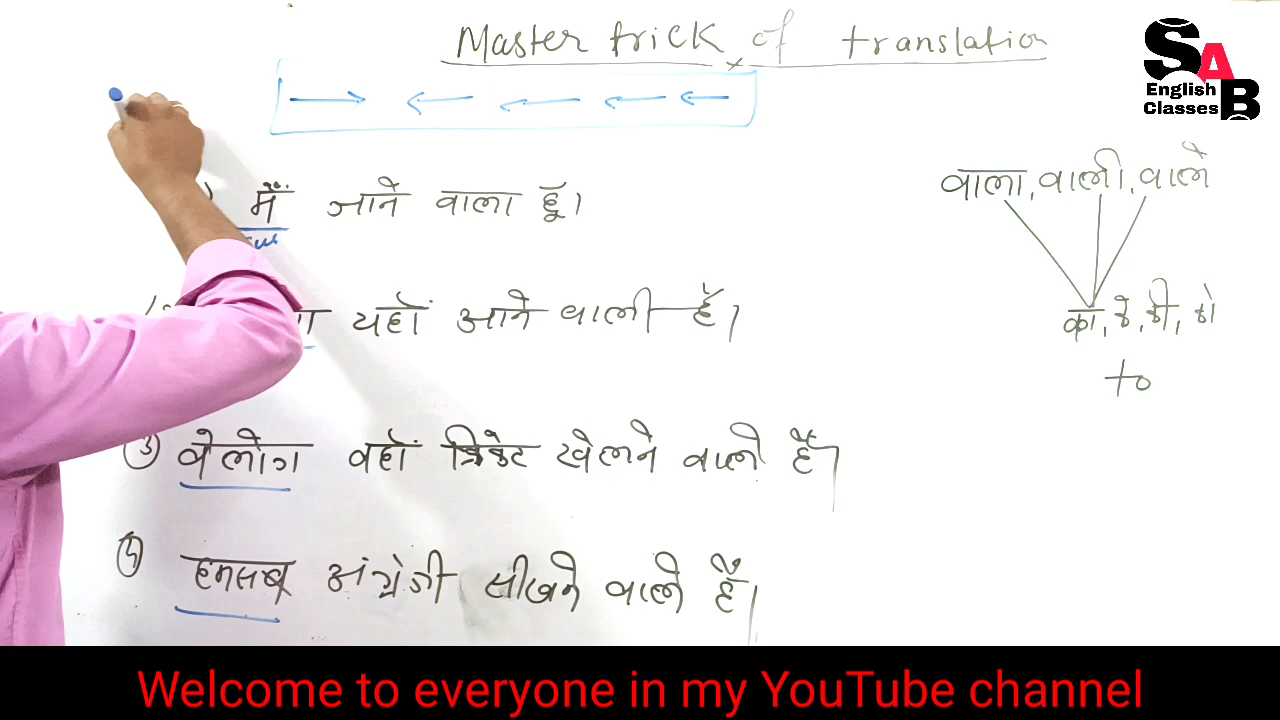 Master trick of translation
SAB
English
Classes
वाला, वाली, वाले
में जाने वाला हूँ।
का, के, की, को
यहाँ आने वाली है।
to
③ वेलोग वहाँ क्रिकेट खेलने वाले हैं।
हमसब अंग्रेजी सीखने वाले हैं।
Welcome to everyone in my YouTube channel